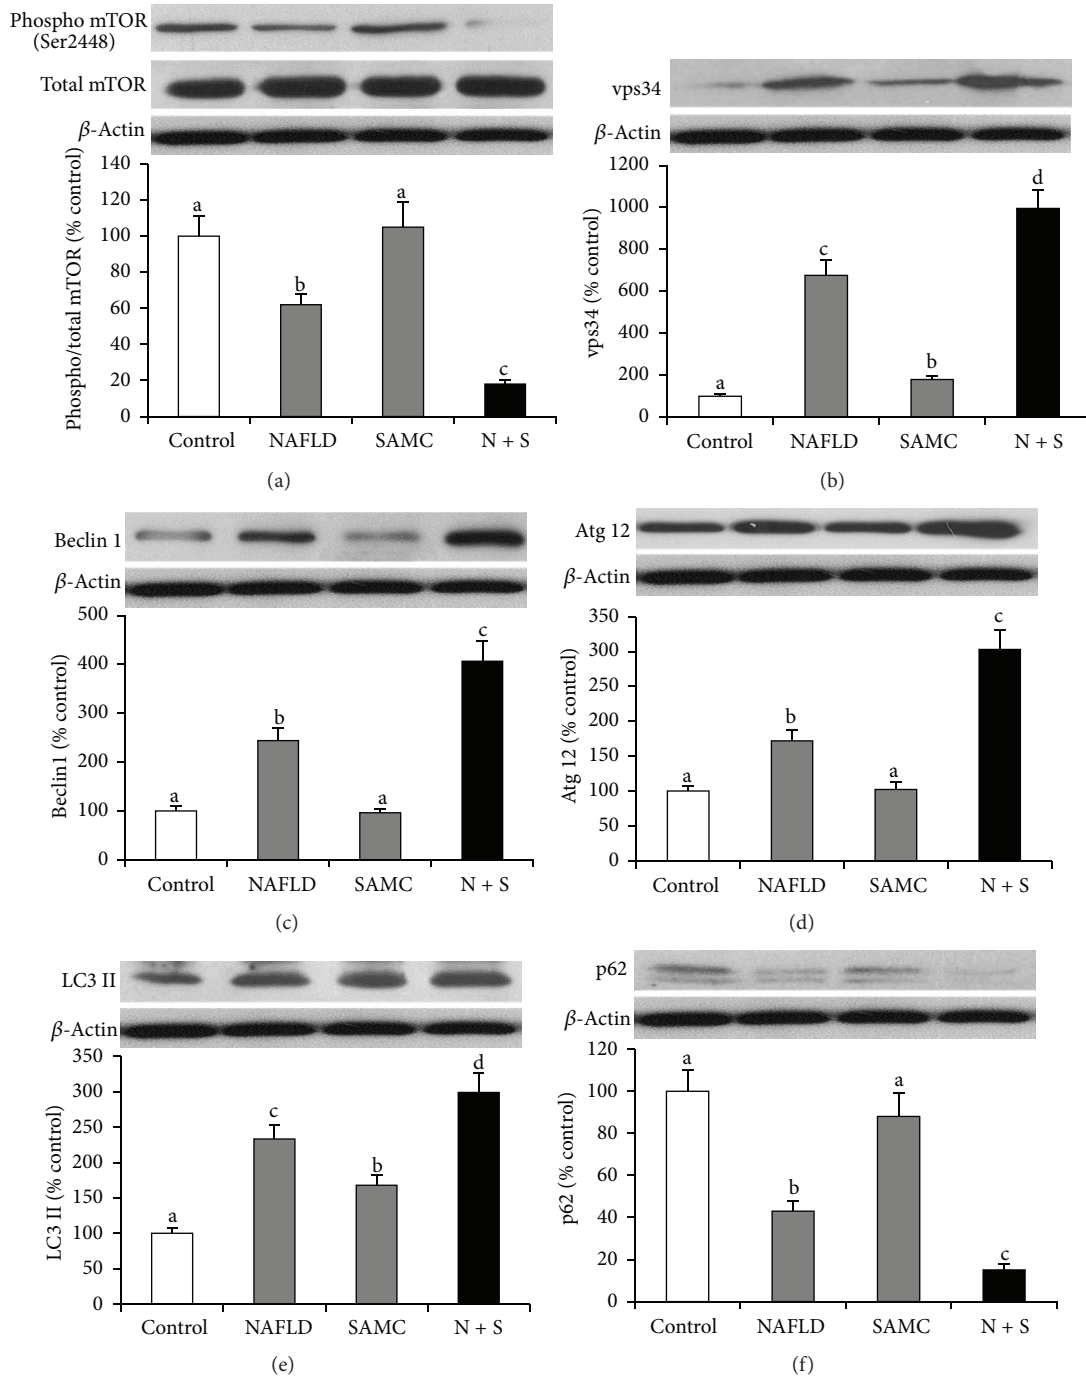 Phospho mTOR
(Ser2448)
Total mTOR
β-Actin
Phospho/total mTOR (% control)
140
120
100
80
60
40
20
0
a
b
a
c
Control NAFLD SAMC N + S
(a)
vps34
β-Actin
vps34 (% control)
1200
1000
800
600
400
200
0
a
c
b
d
Control NAFLD SAMC N + S
(b)
Beclin 1
β-Actin
Beclin1 (% control)
500
400
300
200
100
0
a
b
a
c
Control NAFLD SAMC N + S
(c)
Atg 12
β-Actin
Atg 12 (% control)
350
300
250
200
150
100
50
0
a
b
a
c
Control NAFLD SAMC N + S
(d)
LC3 II
β-Actin
LC3 II (% control)
350
300
250
200
150
100
50
0
a
c
b
d
Control NAFLD SAMC N + S
(e)
p62
β-Actin
p62 (% control)
120
100
80
60
40
20
0
a
b
a
c
Control NAFLD SAMC N + S
(f)